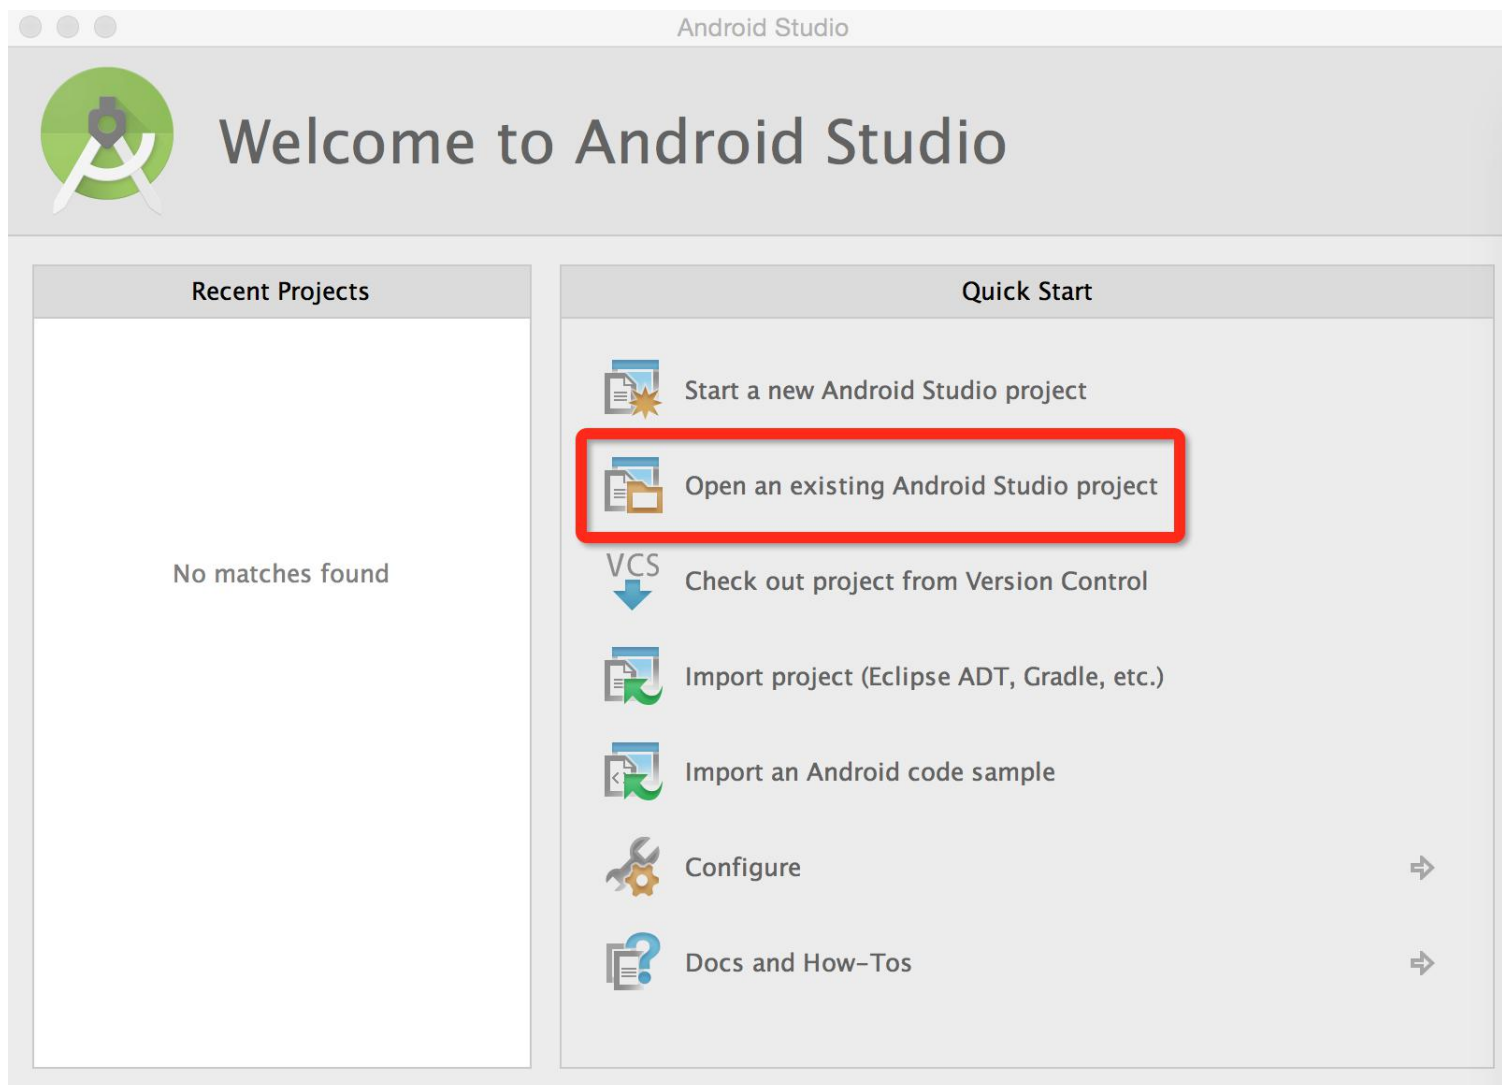 Android Studio
Welcome to Android Studio
Recent Projects
No matches found
Quick Start
Start a new Android Studio project
Open an existing Android Studio project
VCS
Check out project from Version Control
Import project (Eclipse ADT, Gradle, etc.)
Import an Android code sample
Configure
Docs and How-Tos